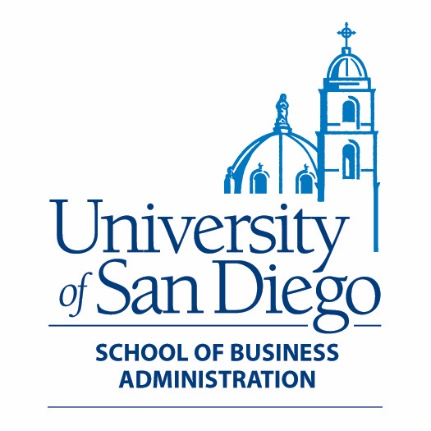 University
of San Diego
SCHOOL OF BUSINESS
ADMINISTRATION